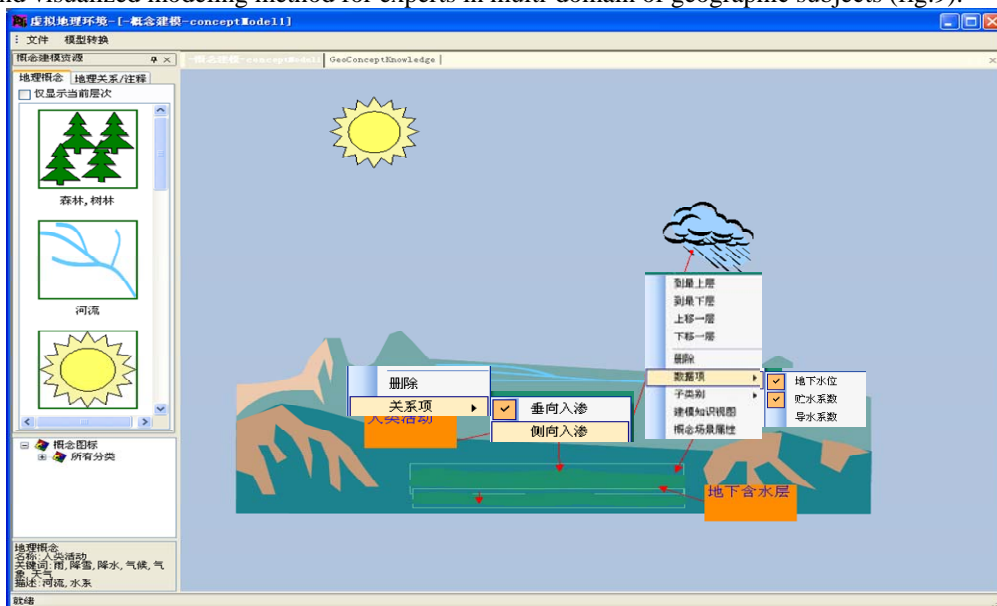 nd visualized modeling method for experts in multi-domain of geographic subjects (fig.9).
虚拟地理环境-[-概念建模-conceptModel1]
文件 模型转换
概念建模资源
-概念建模-conceptModel1 GeoConceptKnowledge
地理概念 地理关系/注释
仅显示当前层次
森林,树林
河流
到最上层
到最下层
上移一层
下移一层
删除
数据项
子类别
建模知识视图
概念场景属性
地下水位
贮水系数
导水系数
删除
关系项
垂向入渗
侧向入渗
人类活动
地下含水层
概念图标
所有分类
地理概念
名称:人类活动
关键词:雨,降雪,降水,气候,气
象,天气
描述:河流,水系
就绪